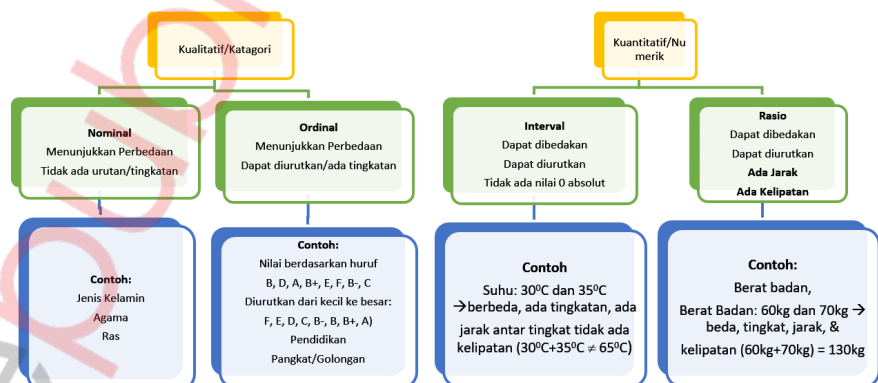 Kualitatif/Katagori
Nominal
Menunjukkan Perbedaan
Tidak ada urutan/tingkatan
Ordinal
Menunjukkan Perbedaan
Dapat diurutkan/ada tingkatan
Contoh:
Jenis Kelamin
Agama
Ras
Contoh:
Nilai berdasarkan huruf
B, D, A, B+, E, F, B-, C
Diurutkan dari kecil ke besar:
F, E, D, C, B-, B, B+, A)
Pendidikan
Pangkat/Golongan
Kuantitatif/Nu
merik
Interval
Dapat dibedakan
Dapat diurutkan
Tidak ada nilai 0 absolut
Rasio
Dapat dibedakan
Dapat diurutkan
Ada Jarak
Ada Kelipatan
Contoh
Suhu: 30⁰C dan 35⁰C
→berbeda, ada tingkatan, ada
jarak antar tingkat tidak ada
kelipatan (30⁰C+35⁰C ≠ 65⁰C)
Contoh:
Berat badan,
Berat Badan: 60kg dan 70kg →
beda, tingkat, jarak, &
kelipatan (60kg+70kg) = 130kg